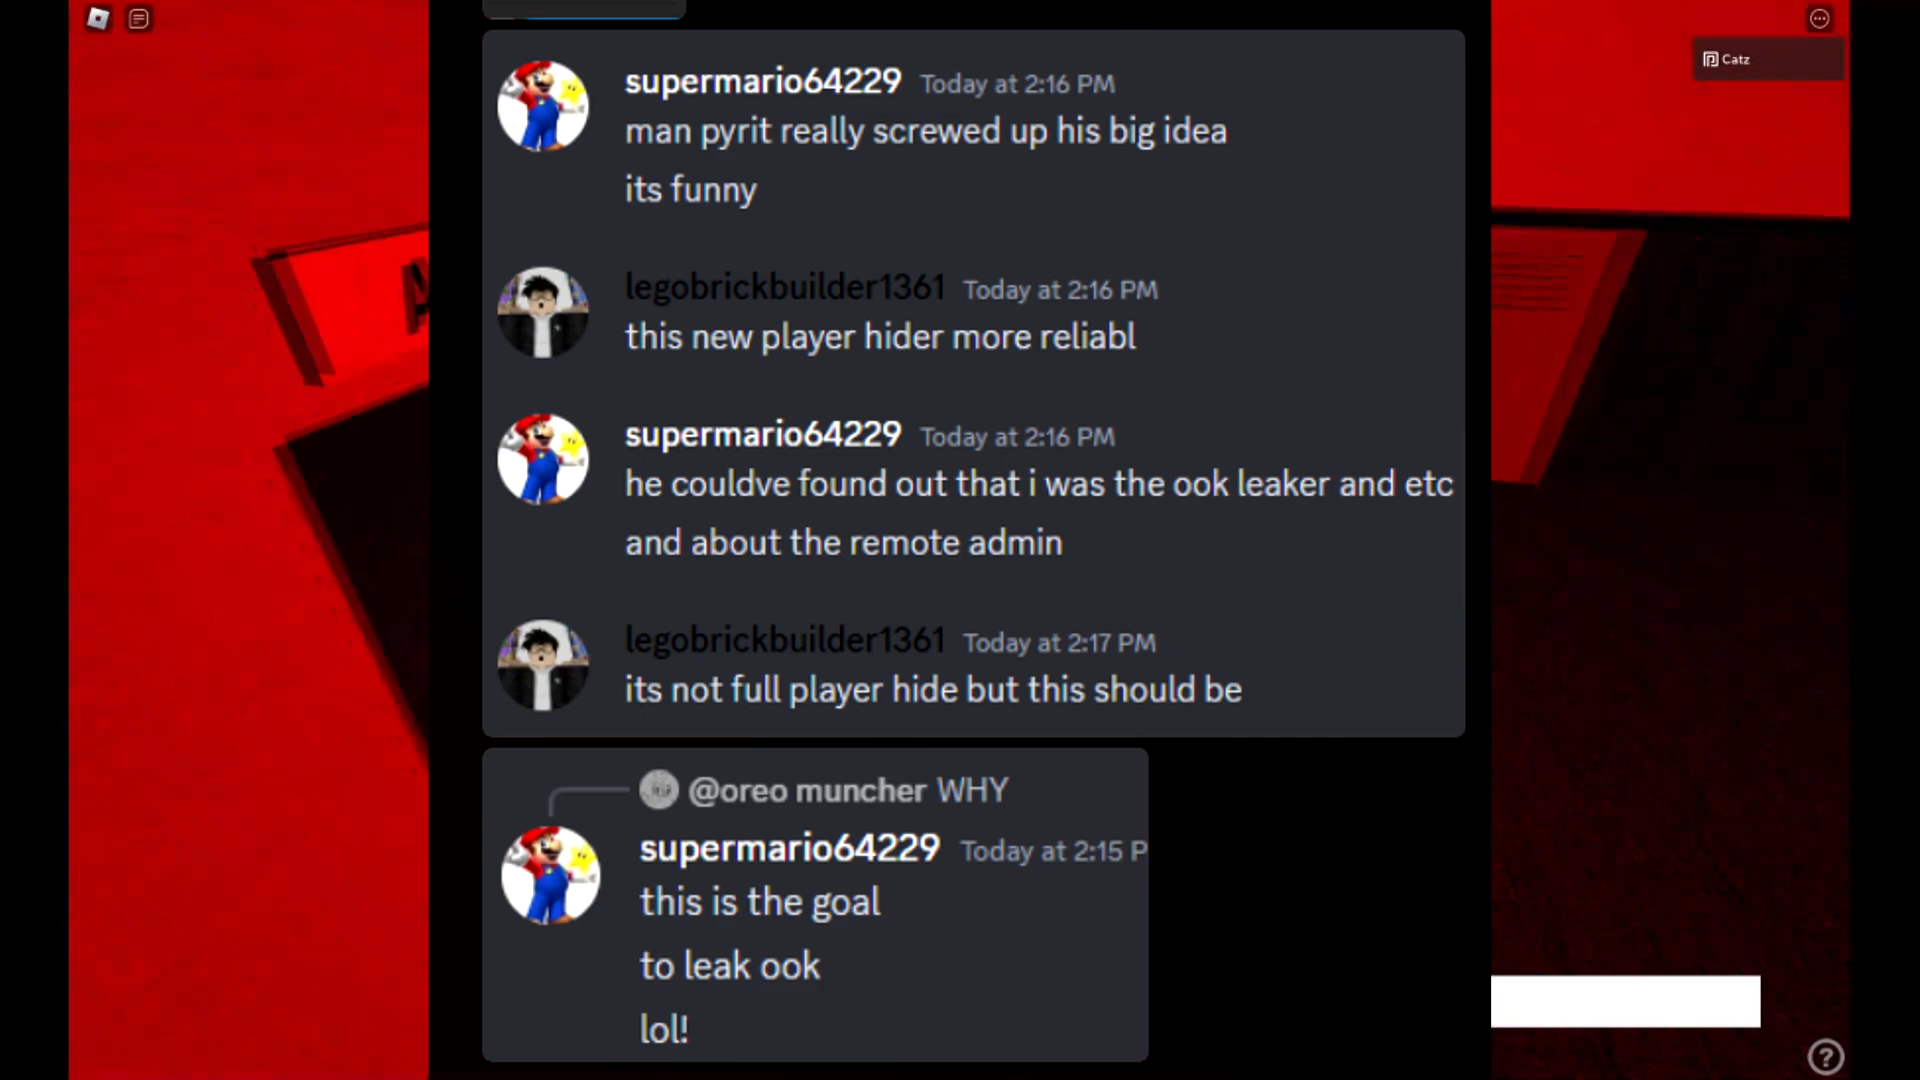 Catz
supermario64229 Today at 2:16 PM
man pyrit really screwed up his big idea
its funny
legobrickbuilder1361 Today at 2:16 PM
this new player hider more reliabl
supermario64229 Today at 2:16 PM
he couldve found out that i was the ook leaker and etc
and about the remote admin
legobrickbuilder1361 Today at 2:17 PM
its not full player hide but this should be
@oreo muncher WHY
supermario64229 Today at 2:15 P
this is the goal
to leak ook
lol!